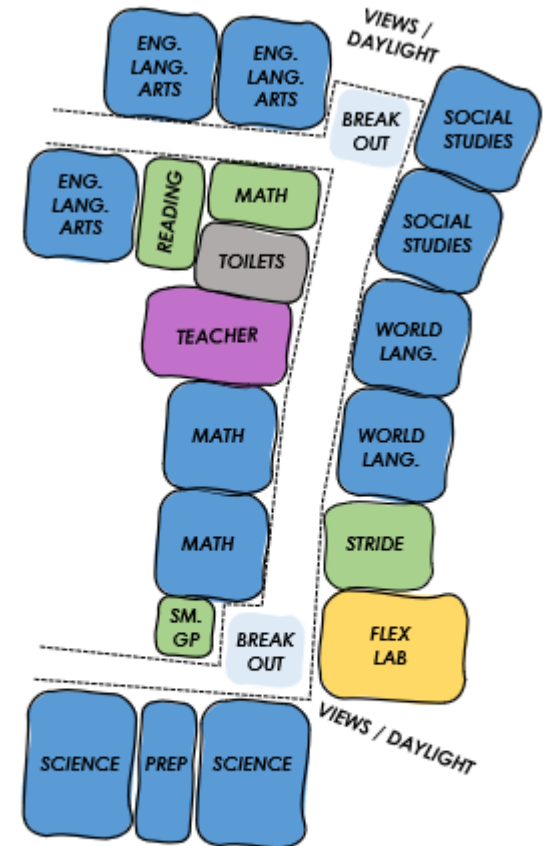 VIEWS /
DAYLIGHT
ENG.
LANG.
ARTS
ENG.
LANG.
ARTS
BREAK
OUT
SOCIAL
STUDIES
ENG.
LANG.
ARTS
READING
MATH
SOCIAL
STUDIES
TOILETS
TEACHER
WORLD
LANG.
MATH
WORLD
LANG.
MATH
STRIDE
SM.
GP
BREAK
OUT
FLEX
LAB
VIEWS / DAYLIGHT
SCIENCE
PREP
SCIENCE